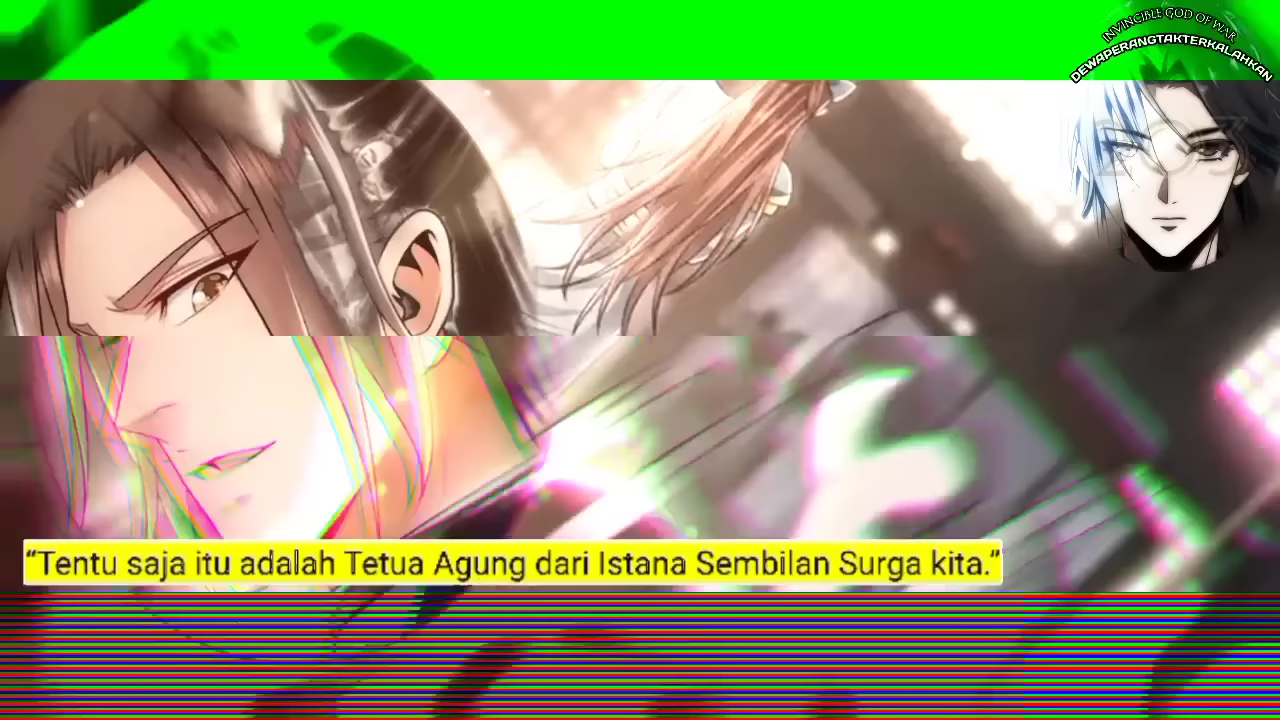 INVINCIBLE GOD OF WAR
DEWAPERANGTAKTERKALAHKAN
“Tentu saja itu adalah Tetua Agung dari Istana Sembilan Surga kita.”